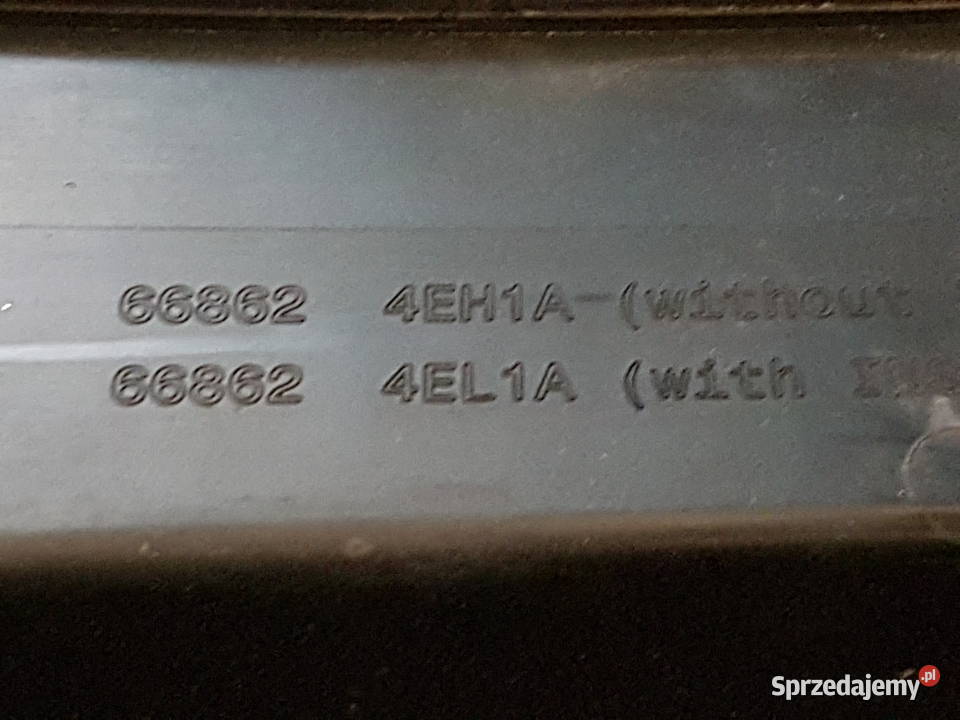 66862 4EH1A (without
66862 4EL1A (with
Sprzedajemy.pl